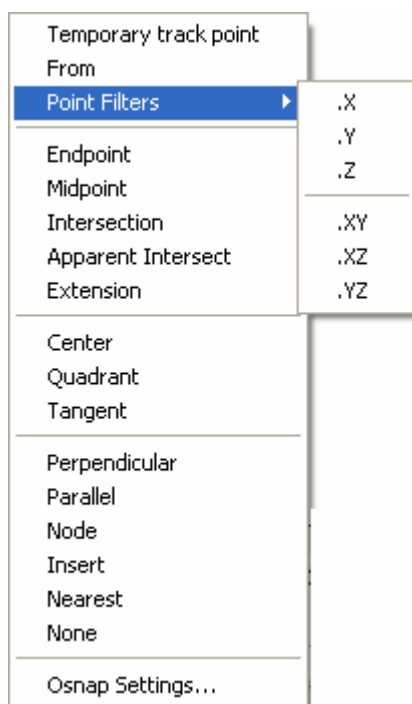 Temporary track point
From
Point Filters
.X
.Y
.Z
.XY
.XZ
.YZ
Endpoint
Midpoint
Intersection
Apparent Intersect
Extension
Center
Quadrant
Tangent
Perpendicular
Parallel
Node
Insert
Nearest
None
Osnap Settings...